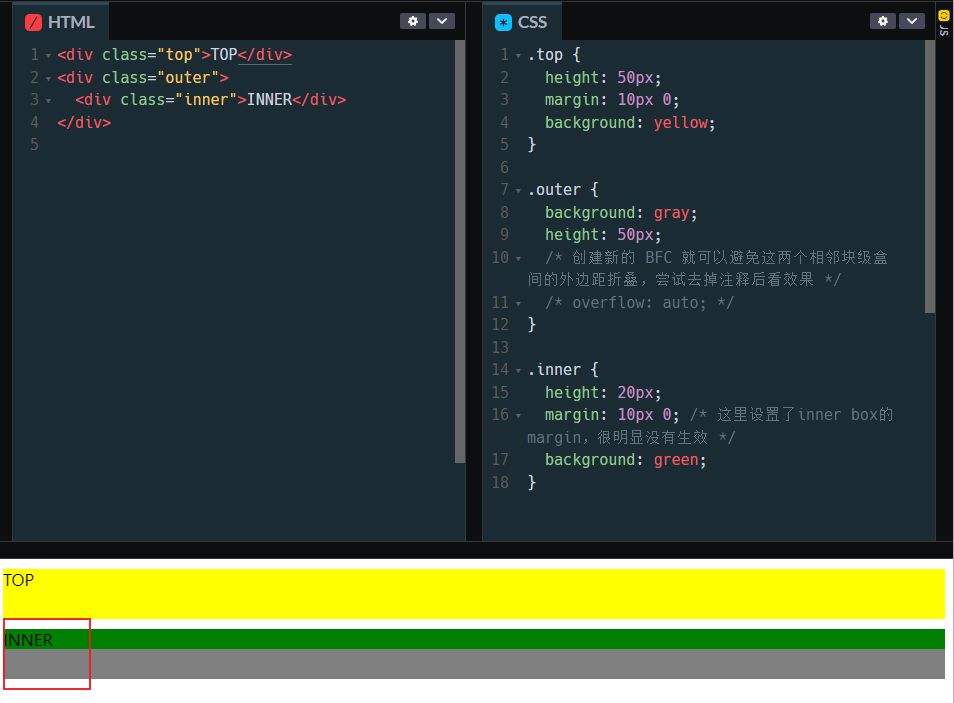 HTML
1 <div class="top">TOP</div>
2 <div class="outer">
3   <div class="inner">INNER</div>
4 </div>
5
CSS
1 .top {
2   height: 50px;
3   margin: 10px 0;
4   background: yellow;
5 }
6
7 .outer {
8   background: gray;
9   height: 50px;
10   /* 创建新的 BFC 就可以避免这两个相邻块级盒
间的外边距折叠，尝试去掉注释后看效果 */
11   /* overflow: auto; */
12 }
13
14 .inner {
15   height: 20px;
16   margin: 10px 0; /* 这里设置了inner box的
margin，很明显没有生效 */
17   background: green;
18 }
JS
TOP
INNER